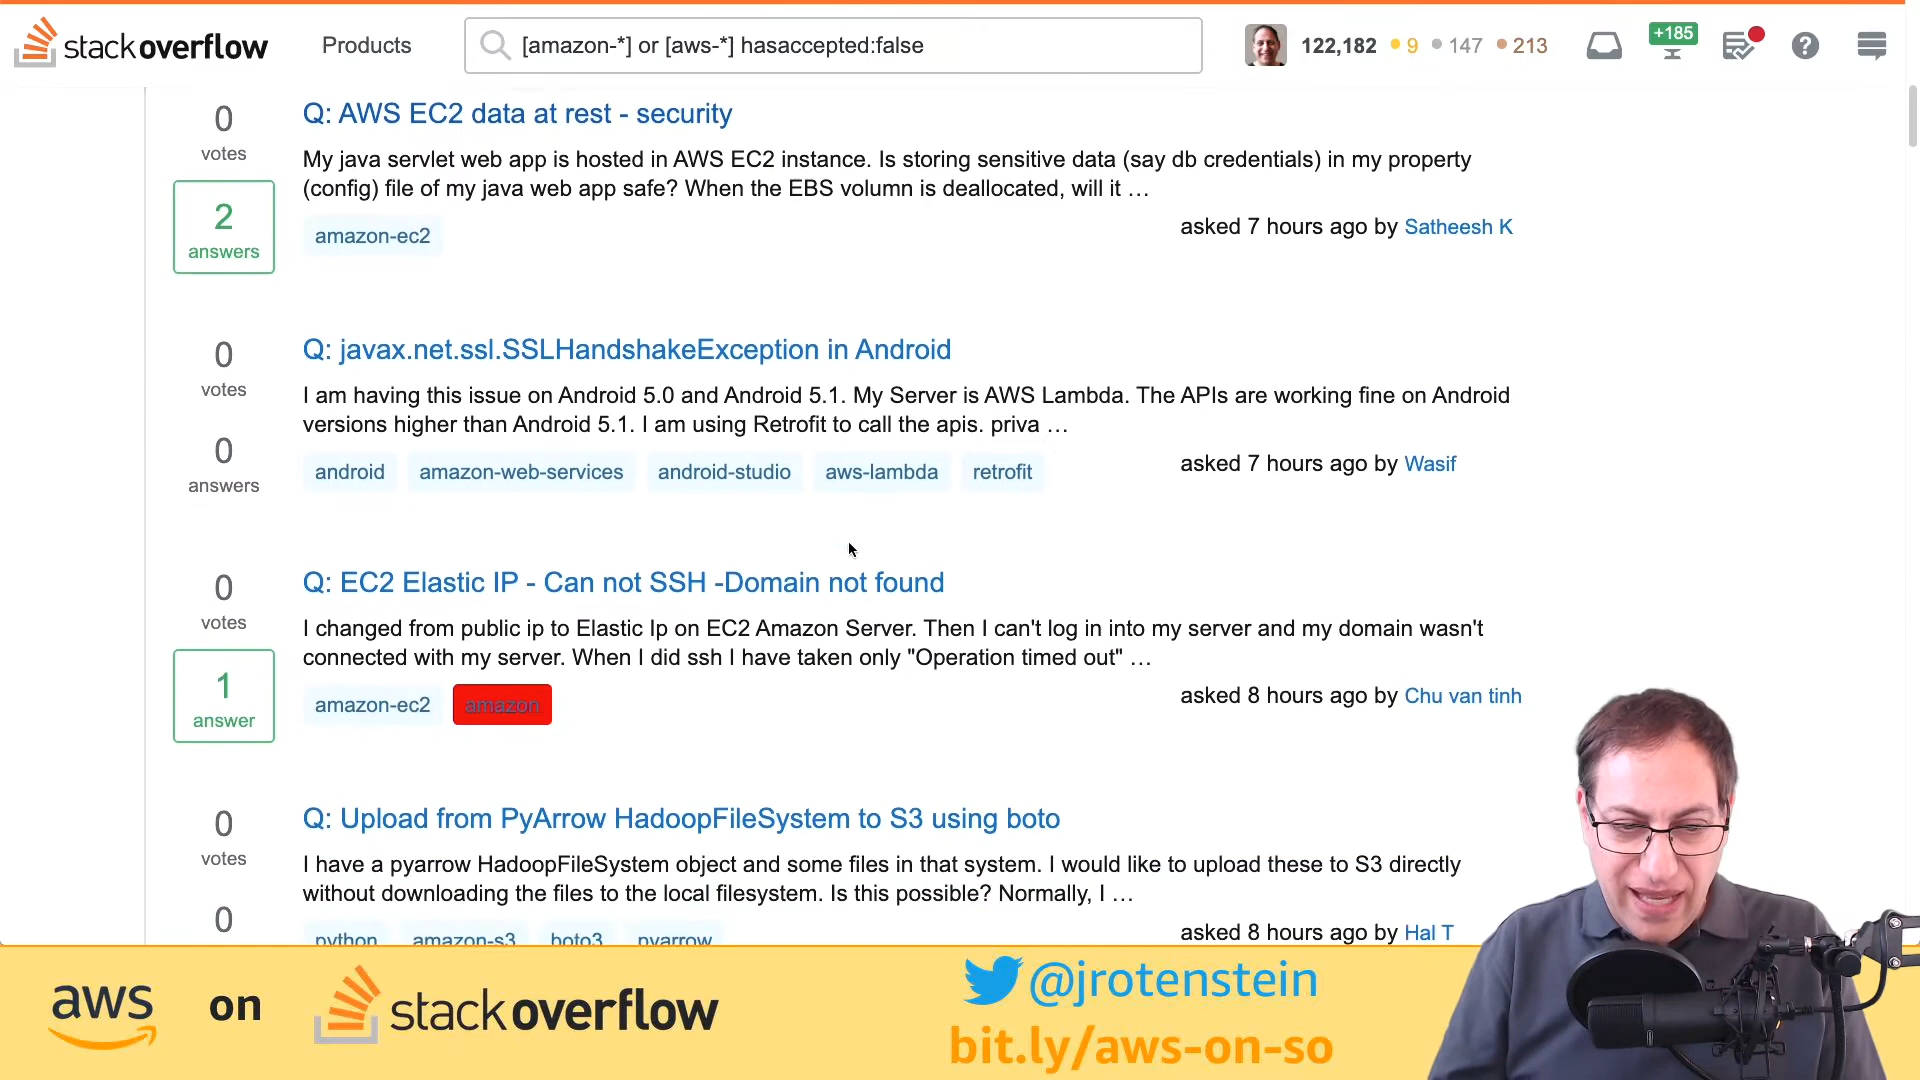 stackoverflow
Products
[amazon-*] or [aws-*] hasaccepted:false
122,182 9 147 213
+185
?
0
votes
2
answers
Q: AWS EC2 data at rest - security
My java servlet web app is hosted in AWS EC2 instance. Is storing sensitive data (say db credentials) in my property
(config) file of my java web app safe? When the EBS volumn is deallocated, will it …
amazon-ec2
asked 7 hours ago by Satheesh K
0
votes
0
answers
Q: javax.net.ssl.SSLHandshakeException in Android
I am having this issue on Android 5.0 and Android 5.1. My Server is AWS Lambda. The APIs are working fine on Android
versions higher than Android 5.1. I am using Retrofit to call the apis. priva …
android amazon-web-services android-studio aws-lambda retrofit
asked 7 hours ago by Wasif
0
votes
1
answer
Q: EC2 Elastic IP - Can not SSH -Domain not found
I changed from public ip to Elastic Ip on EC2 Amazon Server. Then I can't log in into my server and my domain wasn't
connected with my server. When I did ssh I have taken only "Operation timed out" …
amazon-ec2 amazon
asked 8 hours ago by Chu van tinh
0
votes
0
Q: Upload from PyArrow HadoopFileSystem to S3 using boto
I have a pyarrow HadoopFileSystem object and some files in that system. I would like to upload these to S3 directly
without downloading the files to the local filesystem. Is this possible? Normally, I …
python amazon-s3 boto3 pyarrow
asked 8 hours ago by Hal T
aws on stackoverflow
@jrotenstein
bit.ly/aws-on-so